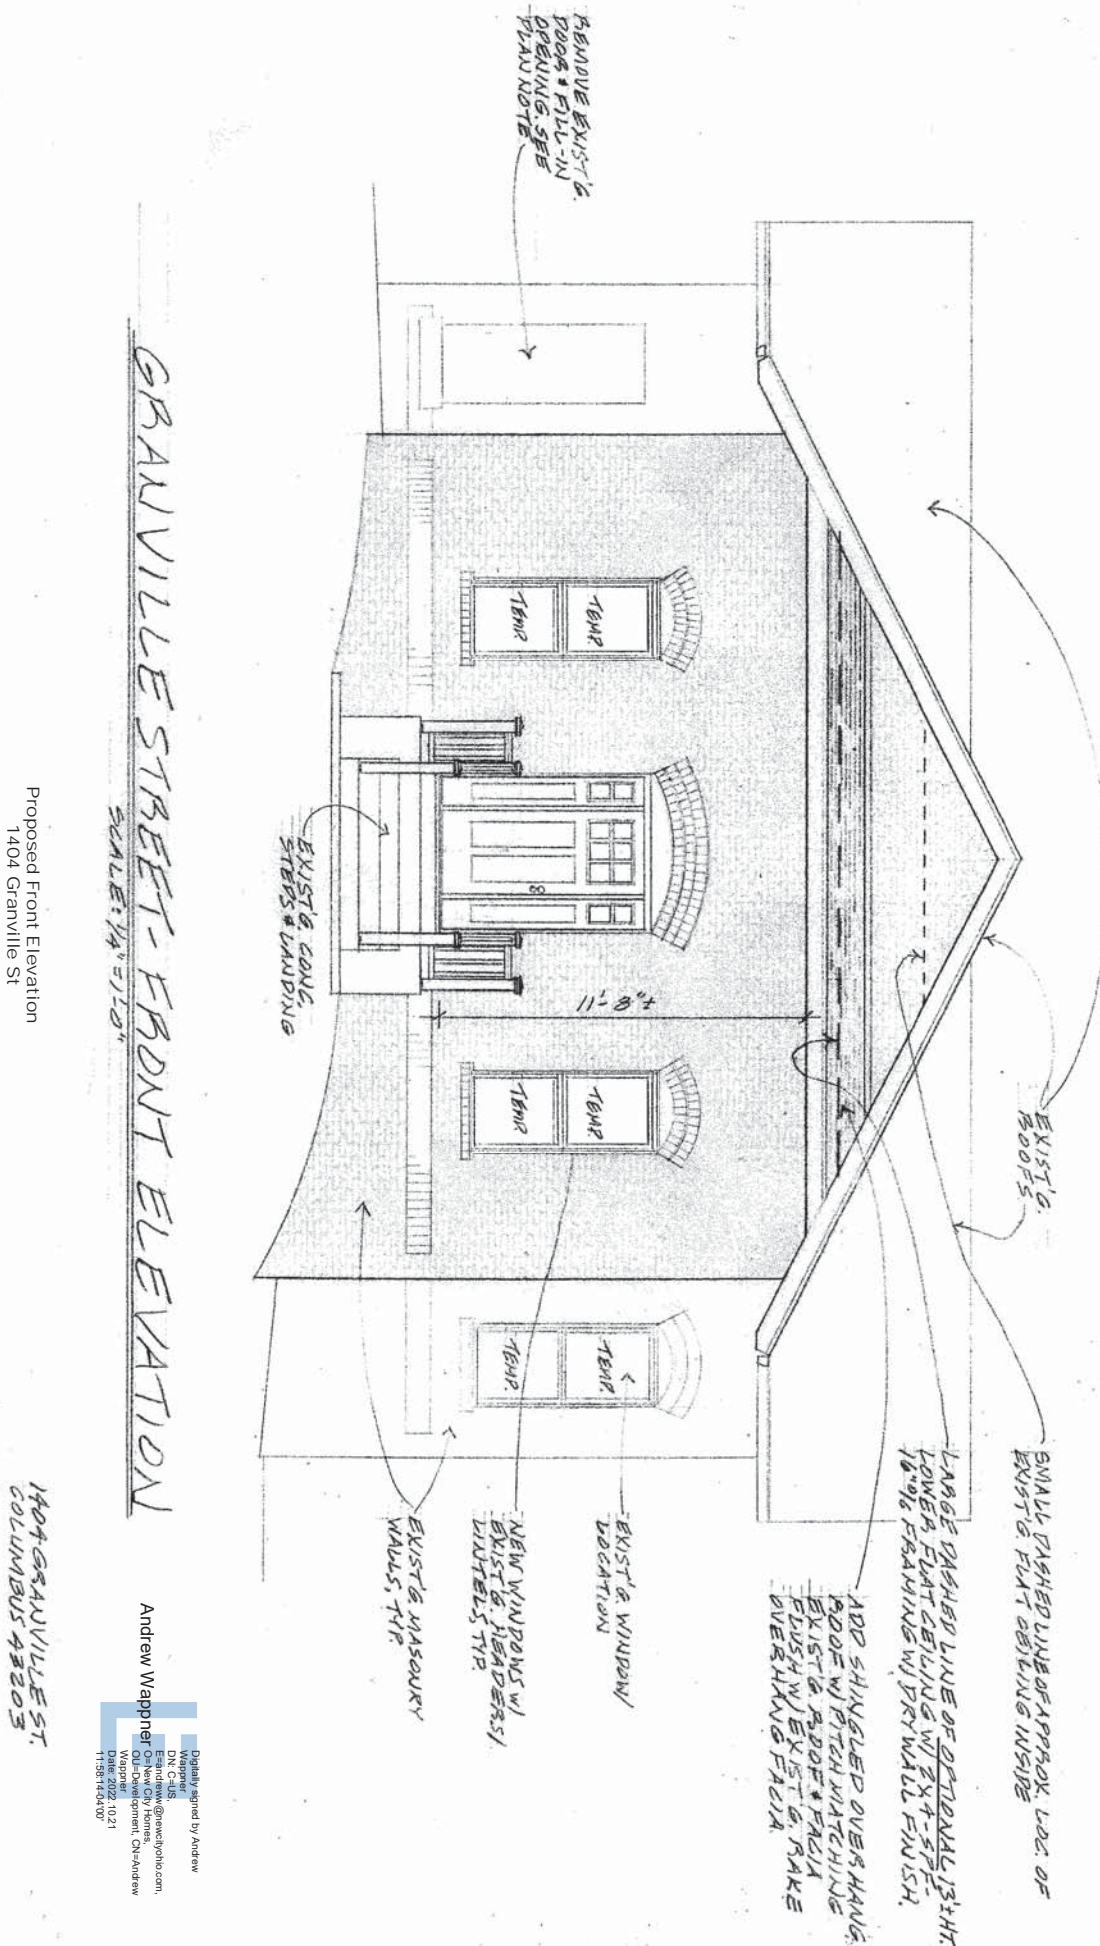 REMOVE EXIST'G.
DOOR & FILL-IN
OPENING. SEE
PLAN NOTE
EXIST'G.
ROOFS
SMALL DASHED LINE OF APPROX. LOC. OF
EXIST'G. FLAT CEILING INSIDE
LARGE DASHED LINE OF OPTIONAL 13'± HT.
LOWER FLAT CEILING W/ 2X4-SPF-
16"O/C FRAMING W/ DRYWALL FINISH.
ADD SHINGLED OVERHANG
ROOF W/ PITCH MATCHING
EXIST'G. ROOF & FACIA
FLUSH W/ EXIST'G. RAKE
OVERHANG FACIA.
TEMP.
TEMP.
8
11'-8"±
TEMP.
TEMP.
TEMP.
TEMP.
EXIST'G. WINDOW
LOCATION
NEW WINDOWS W/
EXIST'G. HEADERS/
LINTELS, TYP.
EXIST'G. MASONRY
WALLS, TYP.
EXIST'G. CONC.
STEPS & LANDING
GRANVILLE STREET - FRONT ELEVATION
SCALE: 1/4" = 1'-0"
Proposed Front Elevation
1404 Granville St
Andrew Wappner
Digitally signed by Andrew
Wappner
DN: C=US,
E=andreww@newcityohio.com,
O=New City Homes,
OU=Development, CN=Andrew
Wappner
Date: 2022.10.21
11:58:14-04'00'
1404 GRANVILLE ST.
COLUMBUS 43203